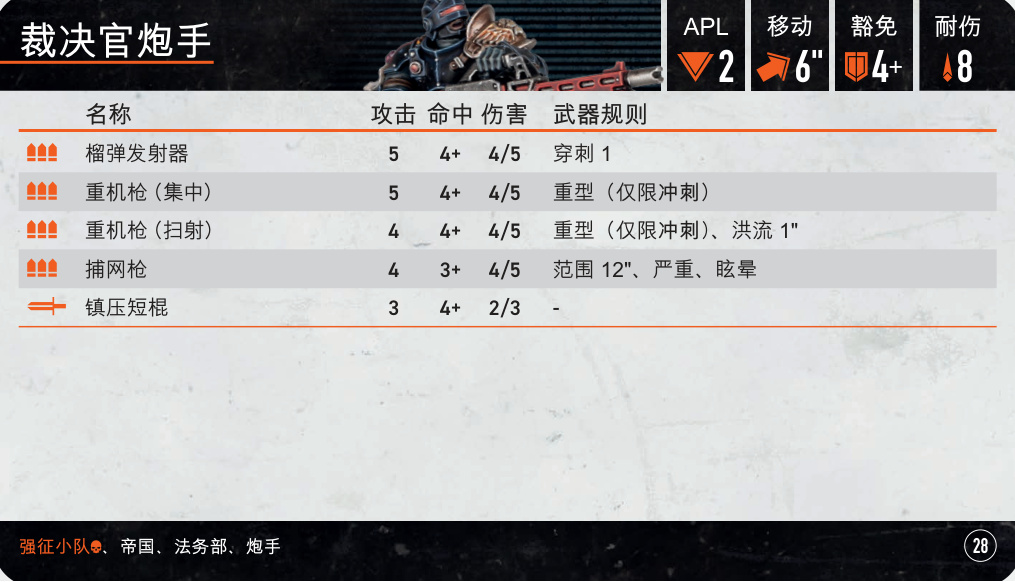 裁决官炮手
APL 移动 豁免 耐伤
2 6" 4+ 8
名称 攻击 命中 伤害 武器规则
榴弹发射器 5 4+ 4/5 穿刺 1
重机枪（集中） 5 4+ 4/5 重型（仅限冲刺）
重机枪（扫射） 4 4+ 4/5 重型（仅限冲刺）、洪流 1"
捕网枪 4 3+ 4/5 范围 12"、严重、眩晕
镇压短棍 3 4+ 2/3 -
强征小队、帝国、法务部、炮手
28